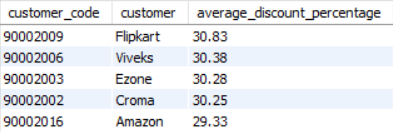 customer_code customer average_discount_percentage
90002009 Flipkart 30.83
90002006 Viveks 30.38
90002003 Ezone 30.28
90002002 Croma 30.25
90002016 Amazon 29.33